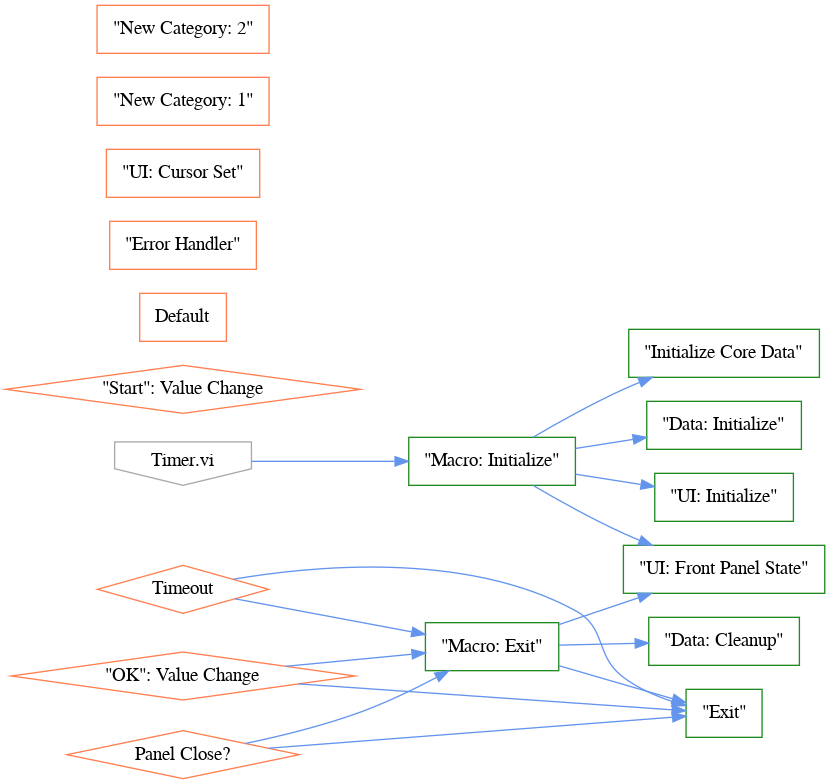 "New Category: 2"
"New Category: 1"
"UI: Cursor Set"
"Error Handler"
Default
"Initialize Core Data"
"Start": Value Change
"Data: Initialize"
Timer.vi
"Macro: Initialize"
"UI: Initialize"
"UI: Front Panel State"
Timeout
"Macro: Exit"
"Data: Cleanup"
"OK": Value Change
"Exit"
Panel Close?